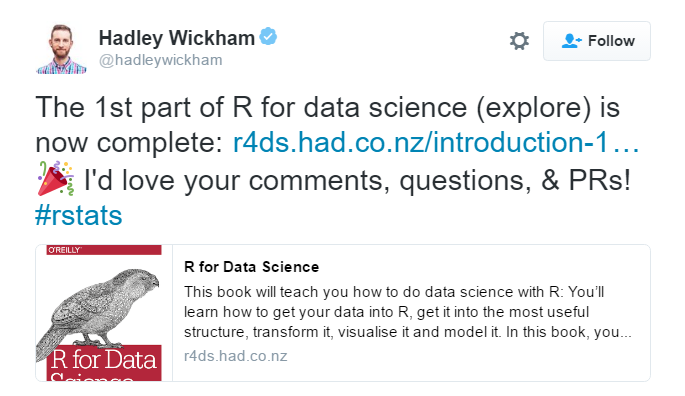 Hadley Wickham
@hadleywickham
Follow
The 1st part of R for data science (explore) is
now complete: r4ds.had.co.nz/introduction-1…
I'd love your comments, questions, & PRs!
#rstats
O'REILLY
R for Data
Science
R for Data Science
This book will teach you how to do data science with R: You’ll
learn how to get your data into R, get it into the most useful
structure, transform it, visualise it and model it. In this book, you...
r4ds.had.co.nz